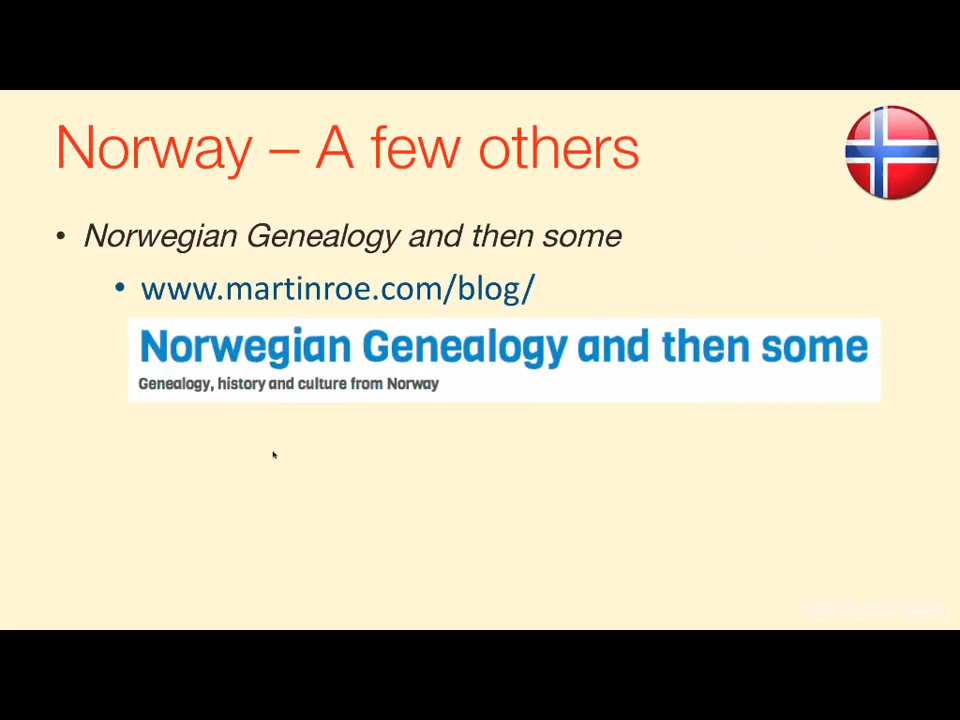 Norway – A few others
• Norwegian Genealogy and then some
• www.martinroe.com/blog/
Norwegian Genealogy and then some
Genealogy, history and culture from Norway